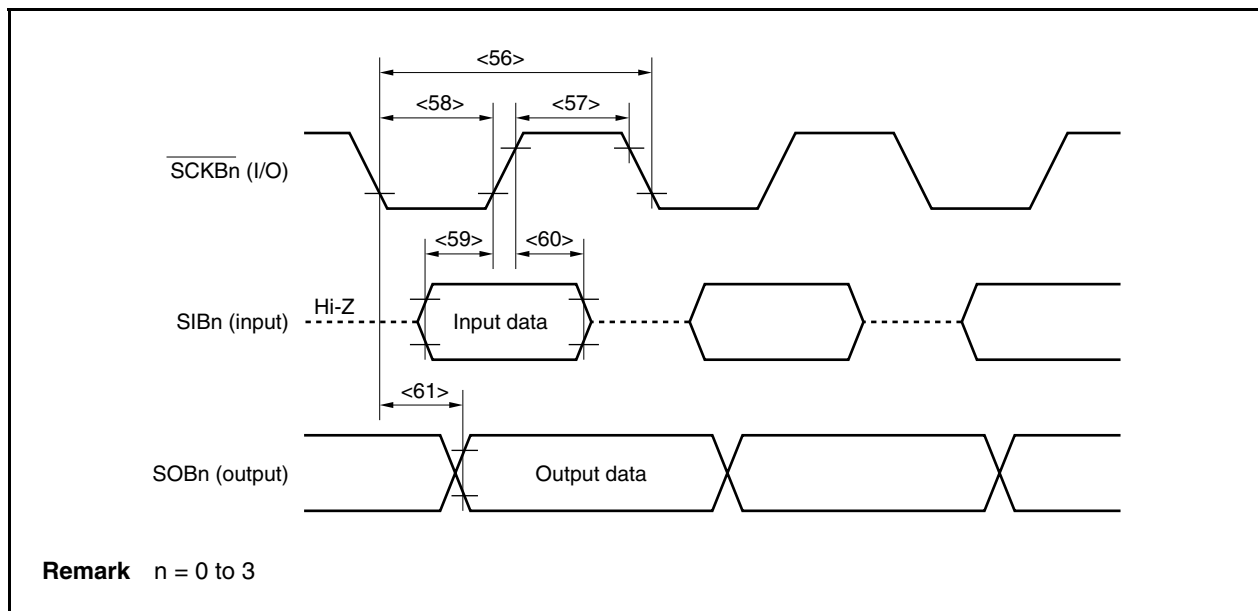 <56>
<58>
<57>
SCKBn (I/O)
<59>
<60>
Hi-Z
SIBn (input)
Input data
<61>
SOBn (output)
Output data
Remark n = 0 to 3